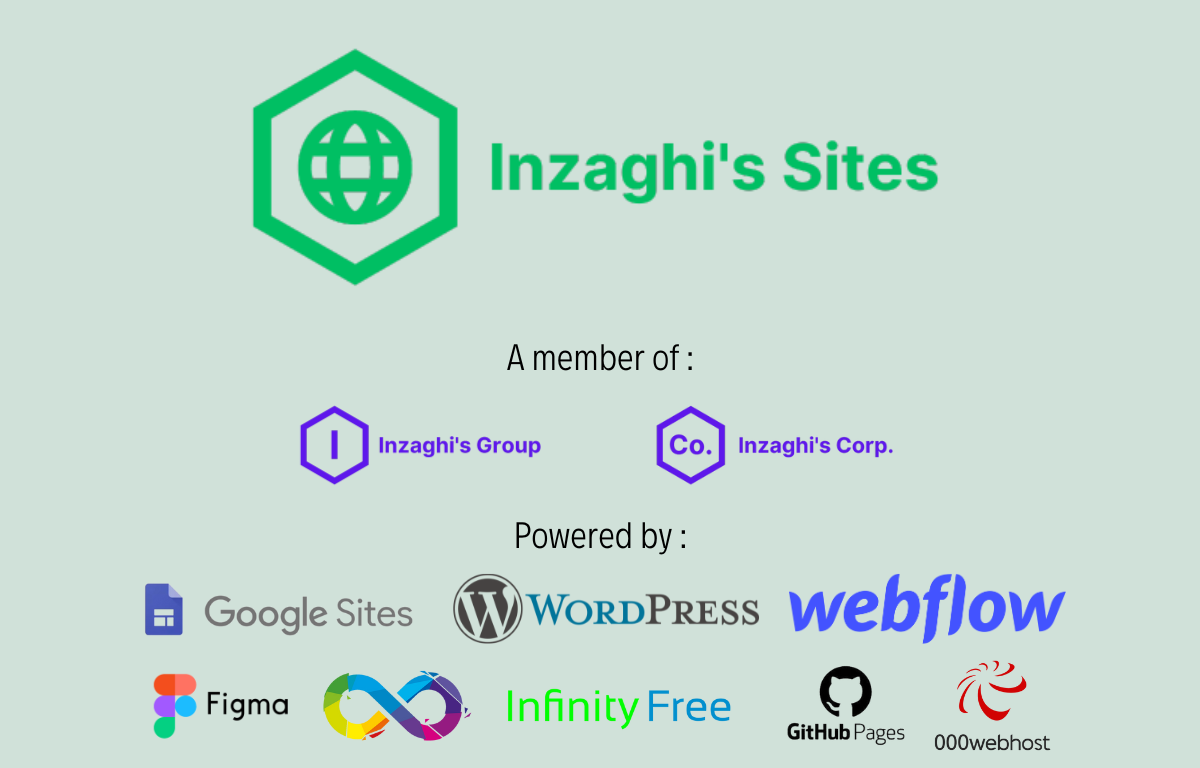 Inzaghi's Sites
A member of :
I Inzaghi's Group
Co. Inzaghi's Corp.
Powered by :
Google Sites
W WORDPRESS
webflow
Figma
Infinity Free
GitHub Pages
000webhost